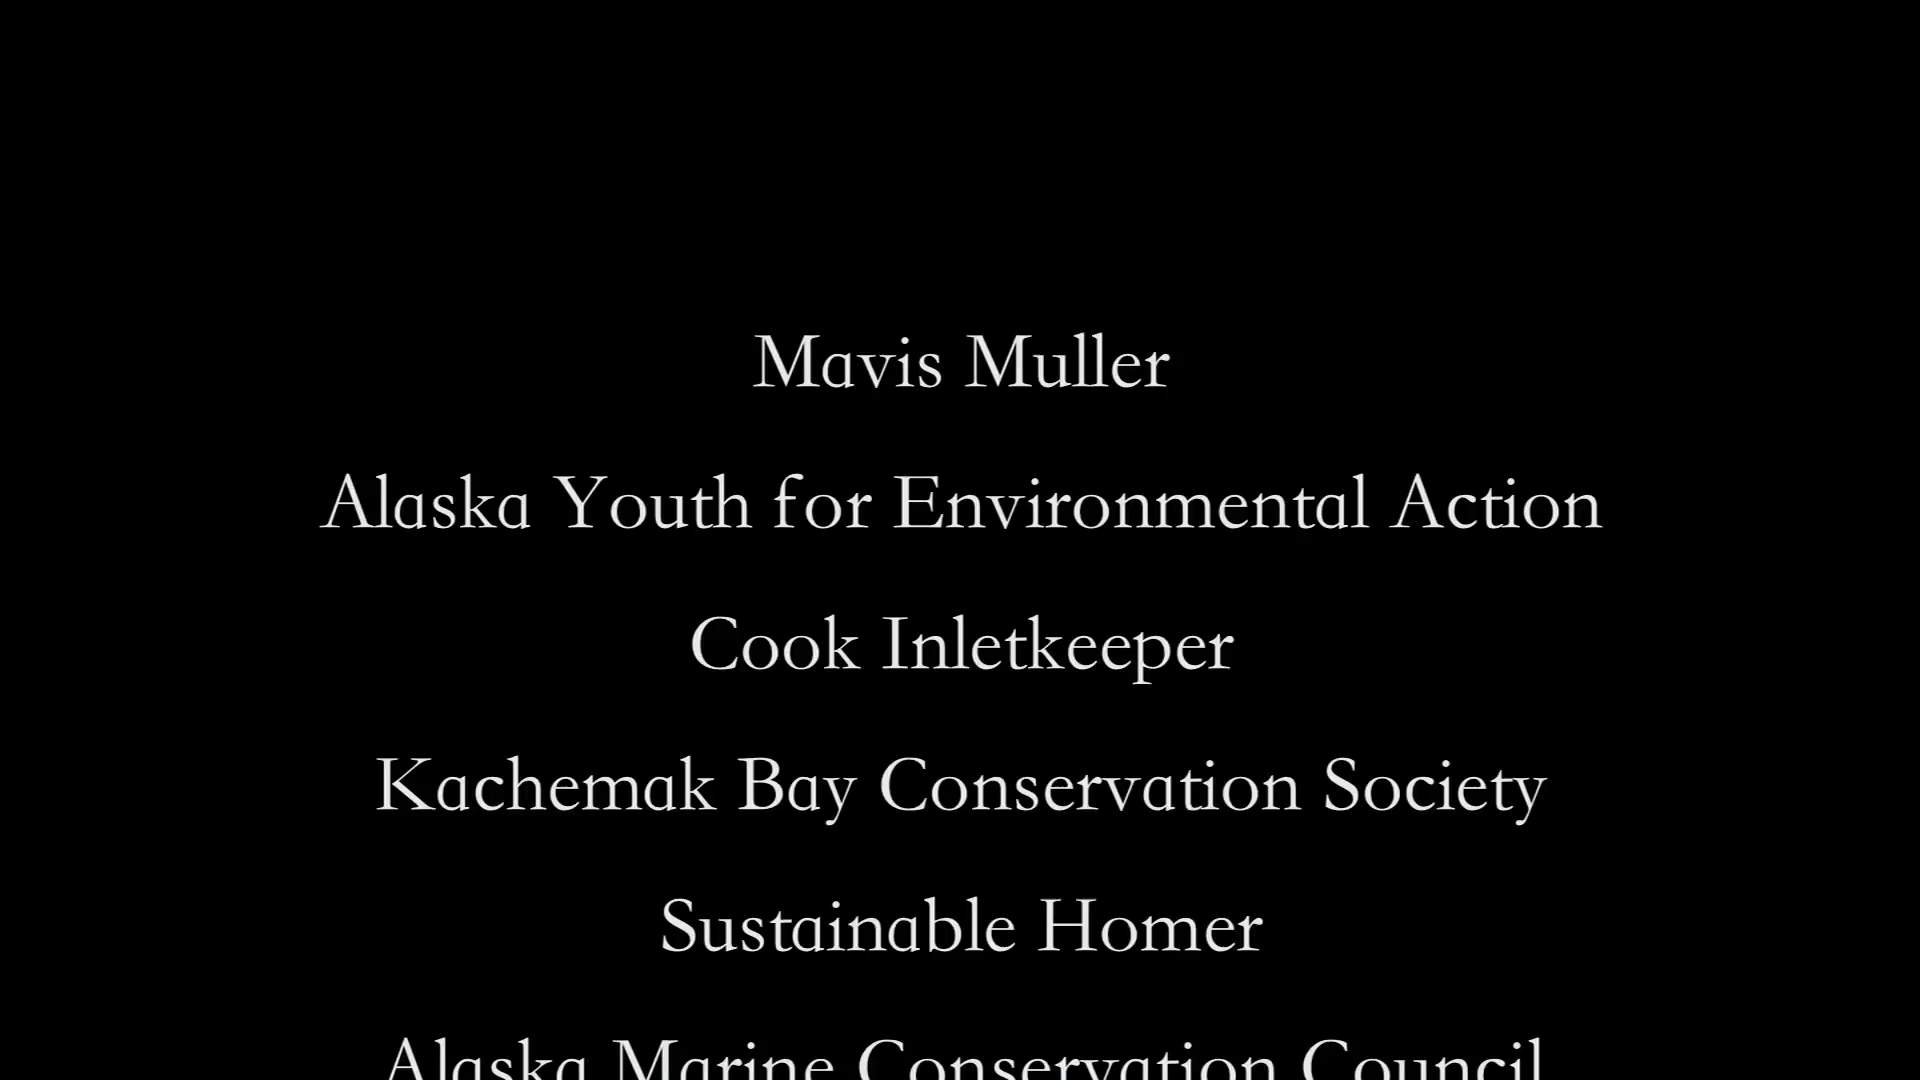 Mavis Muller
Alaska Youth for Environmental Action
Cook Inletkeeper
Kachemak Bay Conservation Society
Sustainable Homer
Alaska Marine Conservation Council